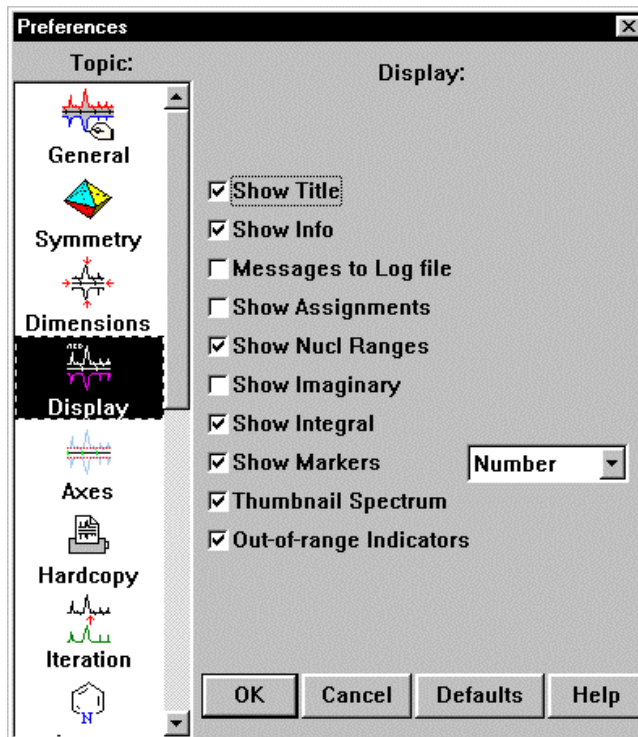 Preferences
Topic:
Display:
General
Symmetry
Dimensions
Display
Axes
Hardcopy
Iteration
N
Show Title
Show Info
Messages to Log file
Show Assignments
Show Nucl Ranges
Show Imaginary
Show Integral
Show Markers
Number
Thumbnail Spectrum
Out-of-range Indicators
OK
Cancel
Defaults
Help